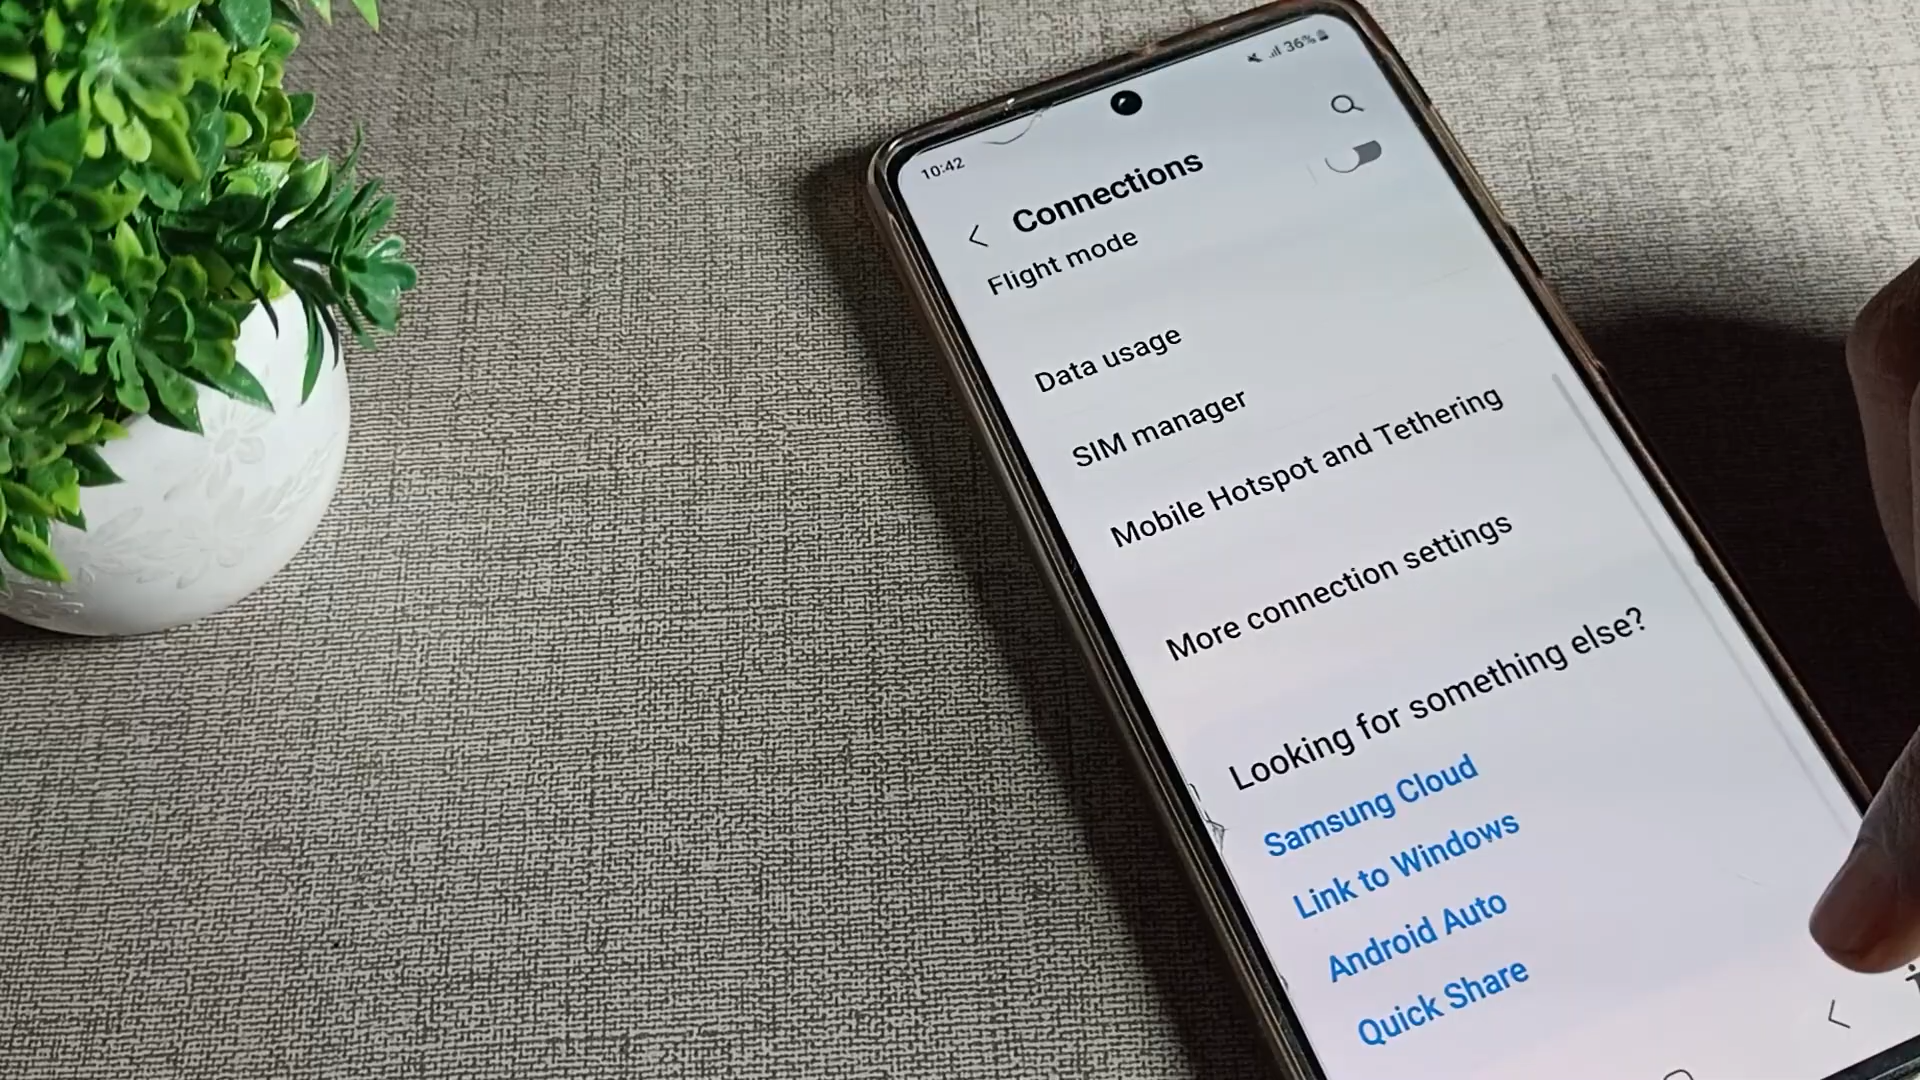 36%
10:42
Connections
Flight mode
Data usage
SIM manager
Mobile Hotspot and Tethering
More connection settings
Looking for something else?
Samsung Cloud
Link to Windows
Android Auto
Quick Share